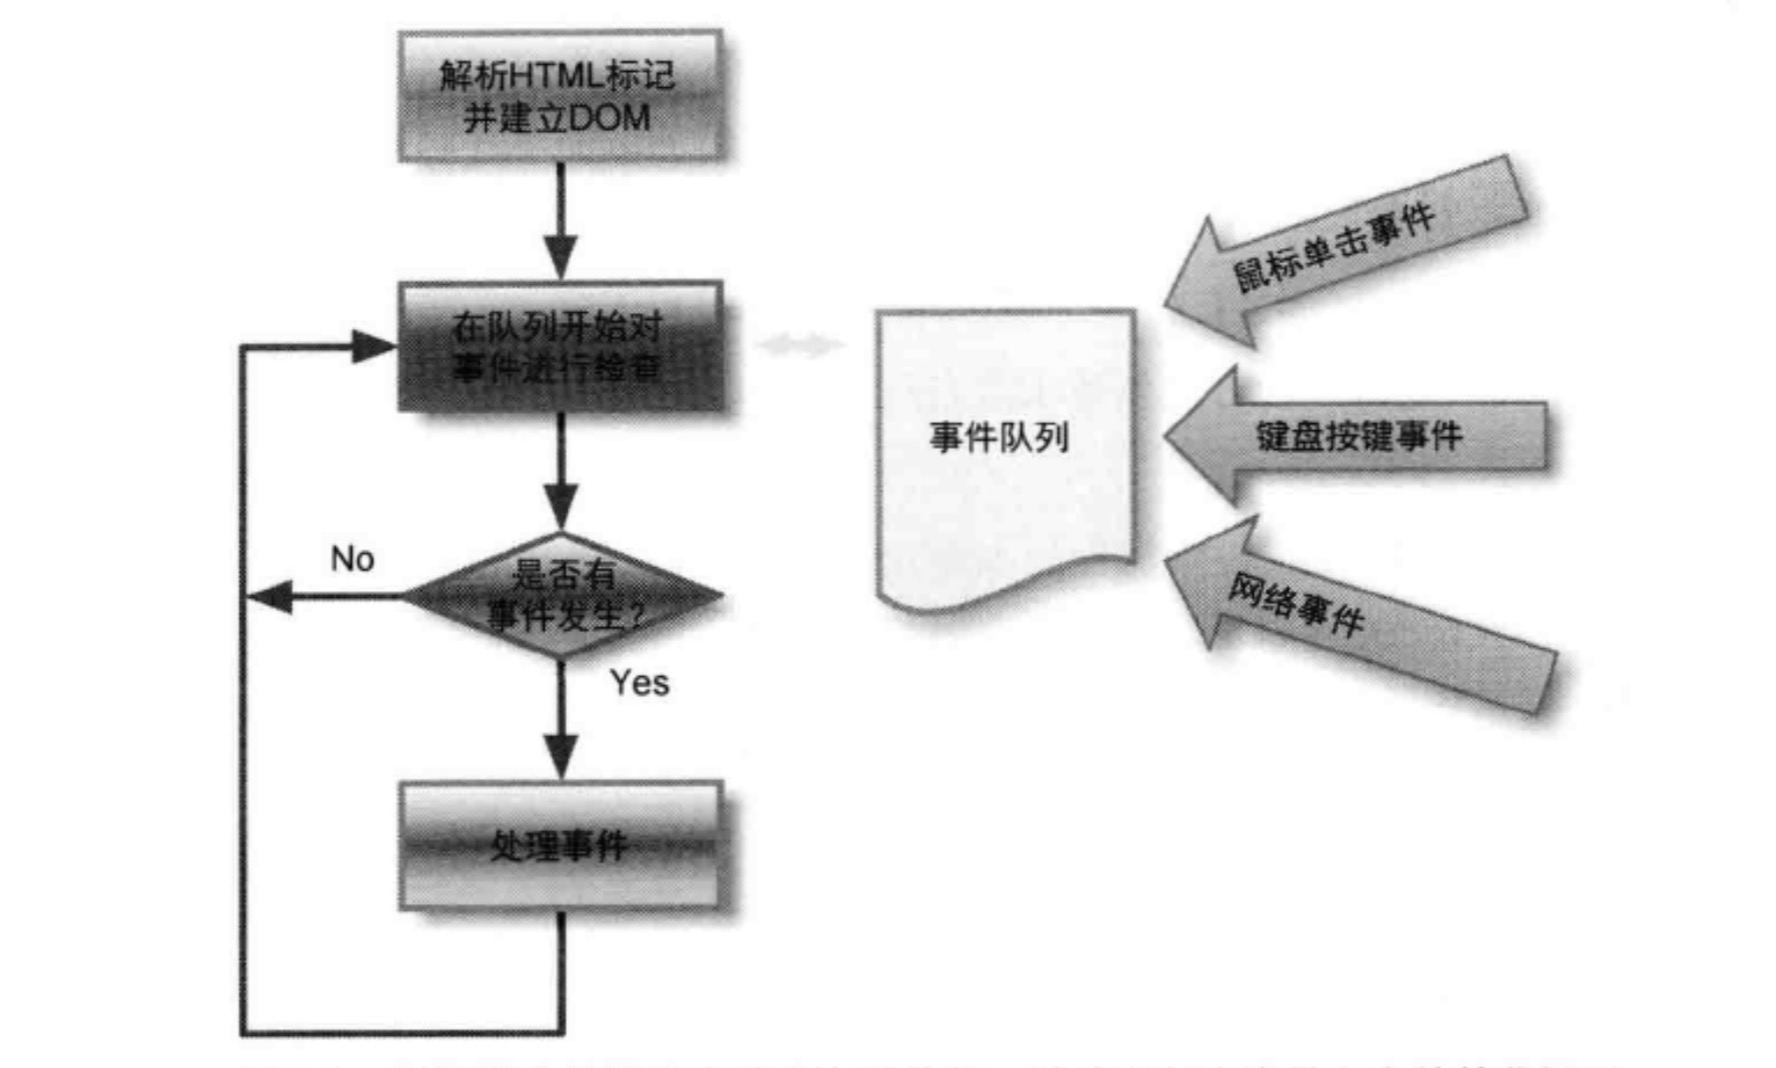 解析HTML标记
并建立DOM
在队列开始对
事件进行检查
是否有
事件发生?
No
Yes
处理事件
事件队列
鼠标单击事件
键盘按键事件
网络事件